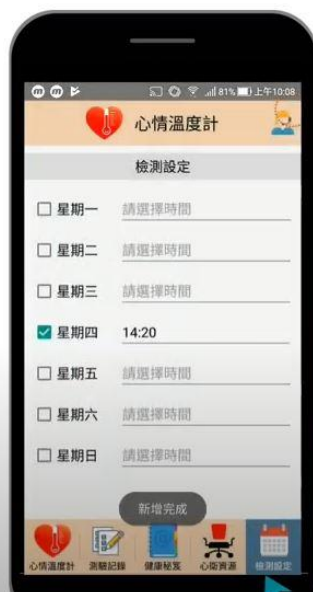 81% 上午10:08
心情溫度計
檢測設定
星期一 請選擇時間
星期二 請選擇時間
星期三 請選擇時間
星期四 14:20
星期五 請選擇時間
星期六 請選擇時間
星期日 請選擇時間
新增完成
心情溫度計 測驗記錄 健康秘笈 心衛資源 檢測設定